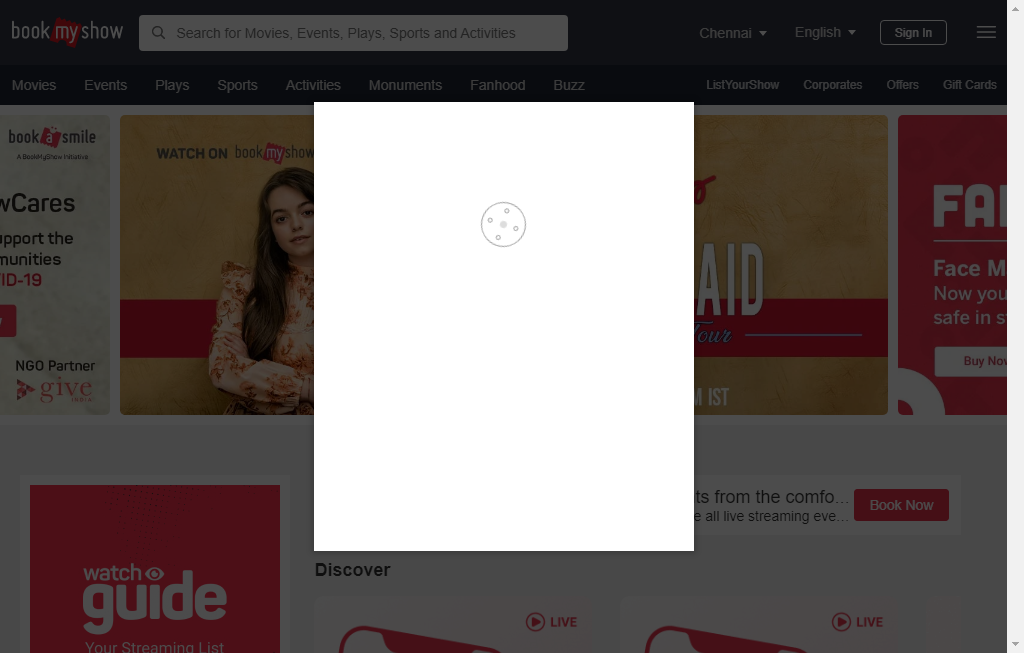 book my show
Search for Movies, Events, Plays, Sports and Activities
Chennai
English
Sign In
Movies
Events
Plays
Sports
Activities
Monuments
Fanhood
Buzz
ListYourShow
Corporates
Offers
Gift Cards
book a smile
A BookMyShow Initiative
wCares
upport the
munities
ID-19
NGO Partner
give
WATCH ON book my show
AID
Tour
M IST
FA
Face M
Now you
safe in s
Buy Now
ts from the comfo...
e all live streaming eve...
Book Now
watch
guide
Your Streaming List
Discover
LIVE
LIVE